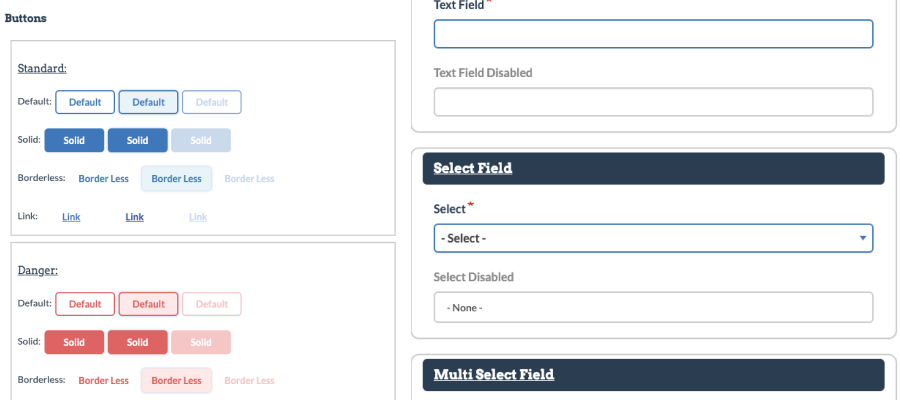 Buttons
Standard:
Default: Default Default Default
Solid: Solid Solid Solid
Borderless: Border Less Border Less Border Less
Link: Link Link Link
Danger:
Default: Default Default Default
Solid: Solid Solid Solid
Borderless: Border Less Border Less Border Less
Text Field *
Text Field Disabled
Select Field
Select *
- Select -
Select Disabled
- None -
Multi Select Field